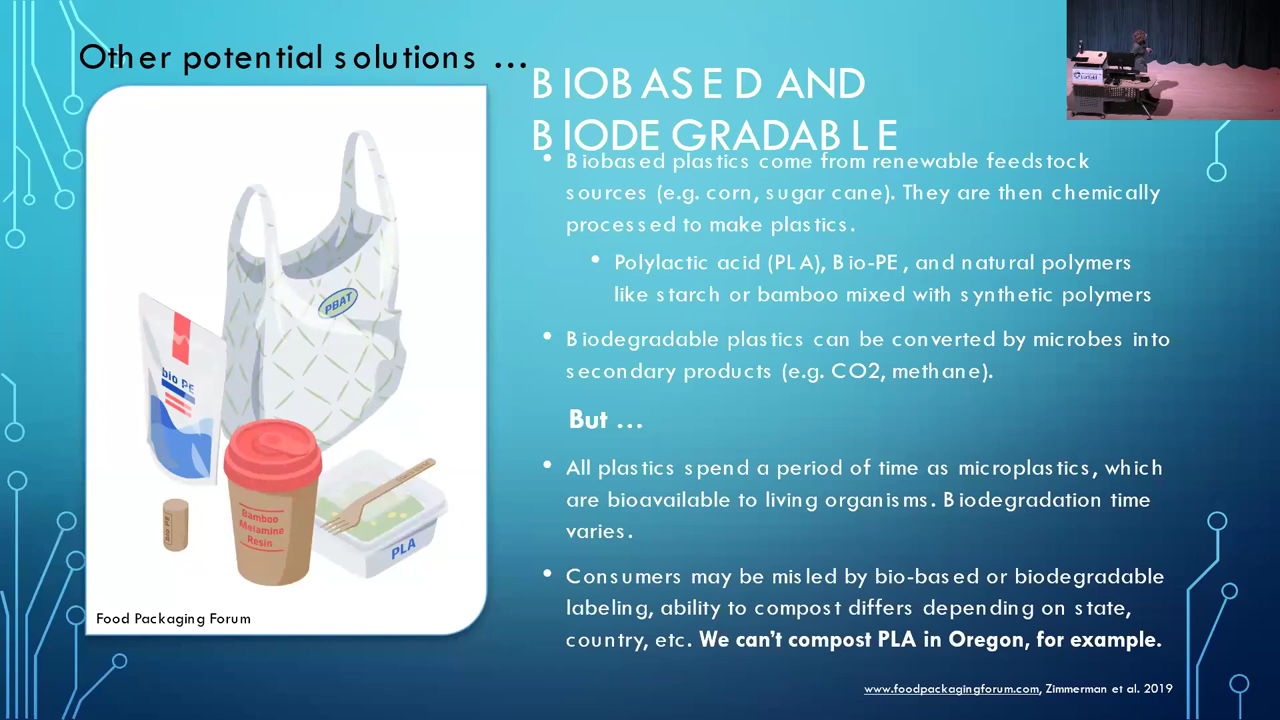 Other potential solutions ...
BIOBASED AND
BIODEGRADABLE
• Biobased plastics come from renewable feedstock
sources (e.g. corn, sugar cane). They are then chemically
processed to make plastics.
• Polylactic acid (PLA), Bio-PE, and natural polymers
like starch or bamboo mixed with synthetic polymers
• Biodegradable plastics can be converted by microbes into
secondary products (e.g. CO2, methane).
But ...
• All plastics spend a period of time as microplastics, which
are bioavailable to living organisms. Biodegradation time
varies.
• Consumers may be misled by bio-based or biodegradable
labeling, ability to compost differs depending on state,
country, etc. We can't compost PLA in Oregon, for example.
www.foodpackagingforum.com, Zimmerman et al. 2019
PBAT
bio PE
bio PE
Bamboo
Melamine
Resin
PLA
Food Packaging Forum